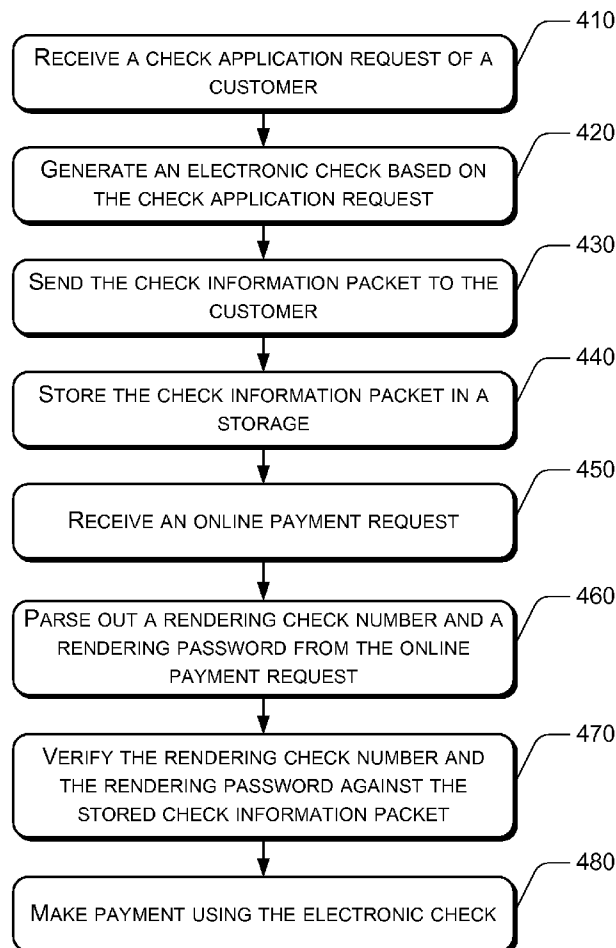 410
RECEIVE A CHECK APPLICATION REQUEST OF A
CUSTOMER
420
GENERATE AN ELECTRONIC CHECK BASED ON
THE CHECK APPLICATION REQUEST
430
SEND THE CHECK INFORMATION PACKET TO THE
CUSTOMER
440
STORE THE CHECK INFORMATION PACKET IN A
STORAGE
450
RECEIVE AN ONLINE PAYMENT REQUEST
460
PARSE OUT A RENDERING CHECK NUMBER AND A
RENDERING PASSWORD FROM THE ONLINE
PAYMENT REQUEST
470
VERIFY THE RENDERING CHECK NUMBER AND
THE RENDERING PASSWORD AGAINST THE
STORED CHECK INFORMATION PACKET
480
MAKE PAYMENT USING THE ELECTRONIC CHECK